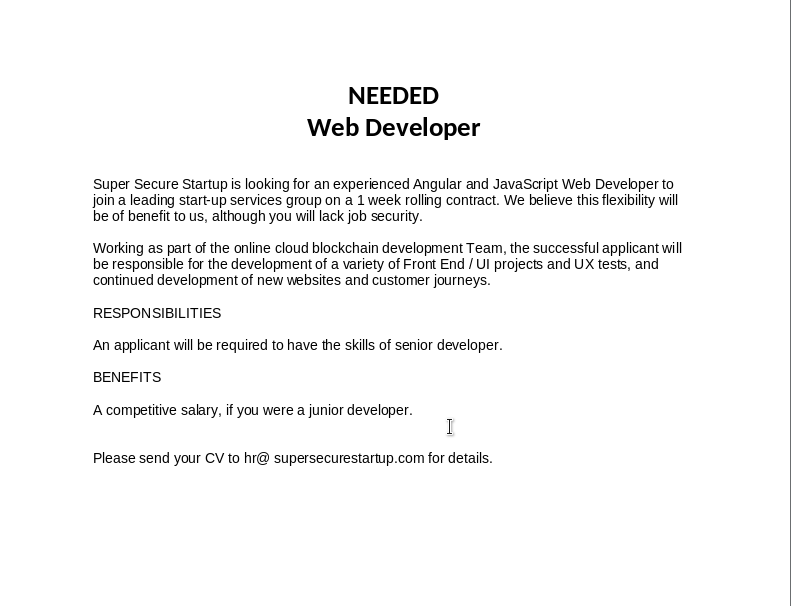 NEEDED
Web Developer
Super Secure Startup is looking for an experienced Angular and JavaScript Web Developer to
join a leading start-up services group on a 1 week rolling contract. We believe this flexibility will
be of benefit to us, although you will lack job security.
Working as part of the online cloud blockchain development Team, the successful applicant will
be responsible for the development of a variety of Front End / UI projects and UX tests, and
continued development of new websites and customer journeys.
RESPONSIBILITIES
An applicant will be required to have the skills of senior developer.
BENEFITS
A competitive salary, if you were a junior developer.
Please send your CV to hr@ supersecurestartup.com for details.